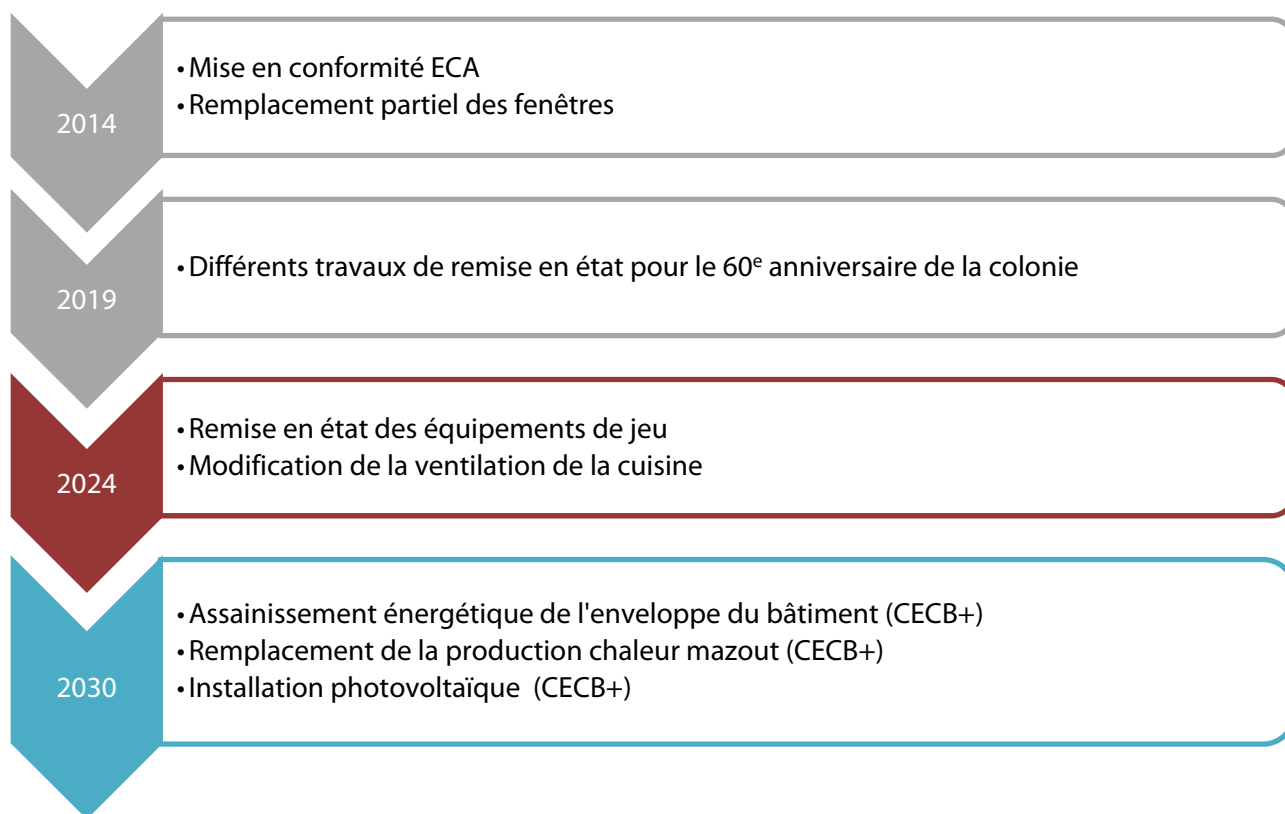 2014
•Mise en conformité ECA
•Remplacement partiel des fenêtres
2019
•Différents travaux de remise en état pour le 60e anniversaire de la colonie
2024
•Remise en état des équipements de jeu
•Modification de la ventilation de la cuisine
2030
•Assainissement énergétique de l'enveloppe du bâtiment (CECB+)
•Remplacement de la production chaleur mazout (CECB+)
•Installation photovoltaïque  (CECB+)